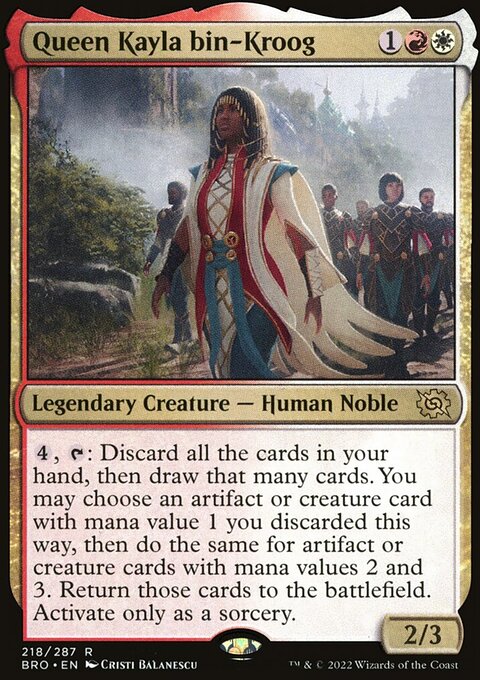 Queen Kayla bin-Kroog 1
Legendary Creature — Human Noble
4, : Discard all the cards in your
hand, then draw that many cards. You
may choose an artifact or creature card
with mana value 1 you discarded this
way, then do the same for artifact or
creature cards with mana values 2 and
3. Return those cards to the battlefield.
Activate only as a sorcery.
2/3
218/287 R
BRO • EN CRISTI BALANESCU
™ & © 2022 Wizards of the Coast